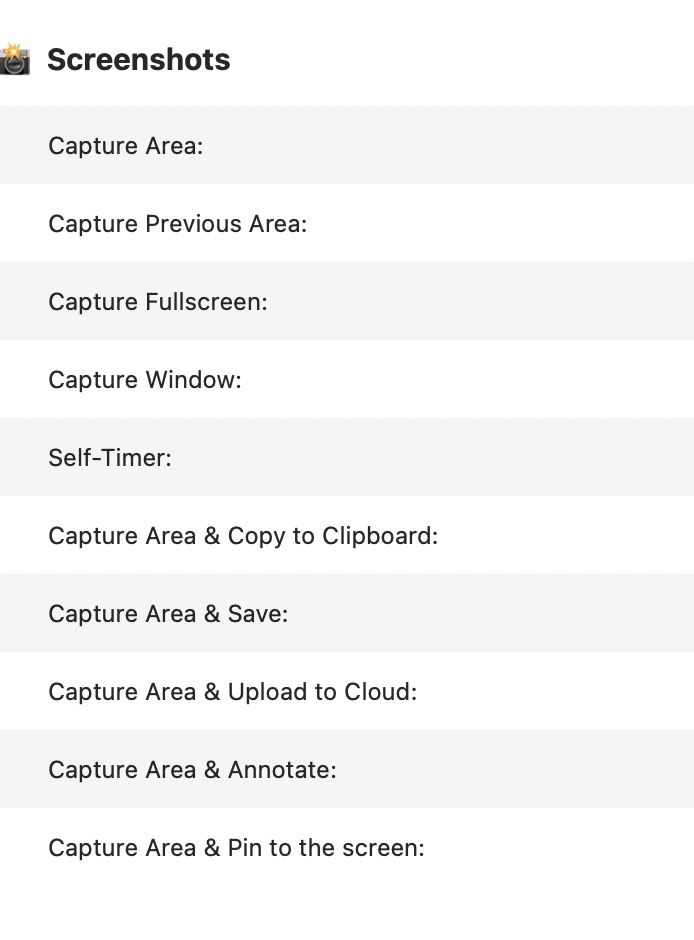 Screenshots
Capture Area:
Capture Previous Area:
Capture Fullscreen:
Capture Window:
Self-Timer:
Capture Area & Copy to Clipboard:
Capture Area & Save:
Capture Area & Upload to Cloud:
Capture Area & Annotate:
Capture Area & Pin to the screen: